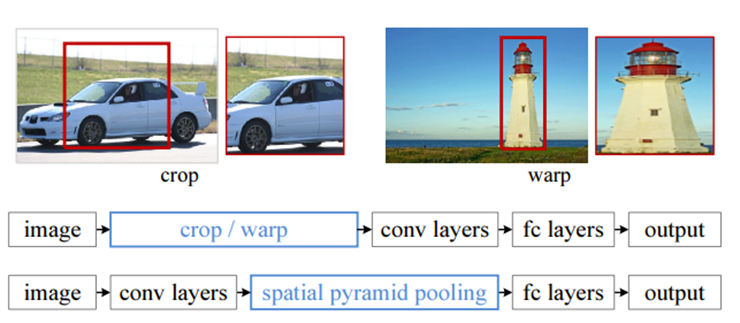 crop
warp
image crop / warp conv layers fc layers output
image conv layers spatial pyramid pooling fc layers output